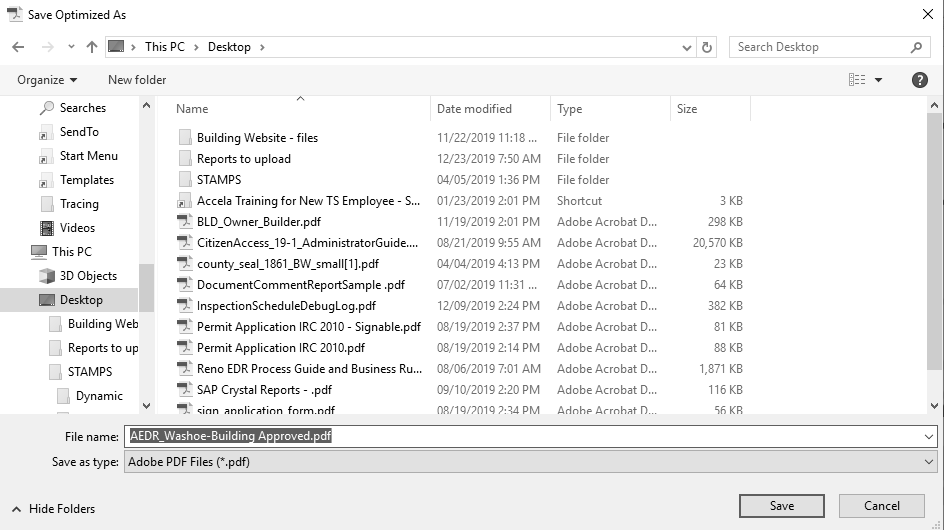 Save Optimized As
This PC > Desktop >
Search Desktop
Organize
New folder
Name Date modified Type Size
Searches
SendTo
Start Menu
Templates
Tracing
Videos
This PC
3D Objects
Desktop
Building Web
Reports to up
STAMPS
Dynamic
Building Website - files 11/22/2019 11:18 ... File folder
Reports to upload 12/23/2019 7:50 AM File folder
STAMPS 04/05/2019 1:36 PM File folder
Accela Training for New TS Employee - S... 01/23/2019 2:01 PM Shortcut 3 KB
BLD_Owner_Builder.pdf 11/19/2019 2:01 PM Adobe Acrobat D... 298 KB
CitizenAccess_19-1_AdministratorGuide.... 08/21/2019 9:55 AM Adobe Acrobat D... 20,570 KB
county_seal_1861_BW_small[1].pdf 04/04/2019 4:13 PM Adobe Acrobat D... 23 KB
DocumentCommentReportSample .pdf 07/02/2019 11:31 ... Adobe Acrobat D... 64 KB
InspectionScheduleDebugLog.pdf 12/09/2019 2:24 PM Adobe Acrobat D... 382 KB
Permit Application IRC 2010 - Signable.pdf 08/19/2019 2:37 PM Adobe Acrobat D... 81 KB
Permit Application IRC 2010.pdf 08/19/2019 2:14 PM Adobe Acrobat D... 88 KB
Reno EDR Process Guide and Business Ru... 08/06/2019 7:01 AM Adobe Acrobat D... 1,871 KB
SAP Crystal Reports - .pdf 09/10/2019 2:20 PM Adobe Acrobat D... 116 KB
sign_application_form.pdf 08/19/2019 2:34 PM Adobe Acrobat D... 56 KB
File name: AEDR_Washoe-Building Approved.pdf
Save as type: Adobe PDF Files (*.pdf)
Hide Folders
Save
Cancel